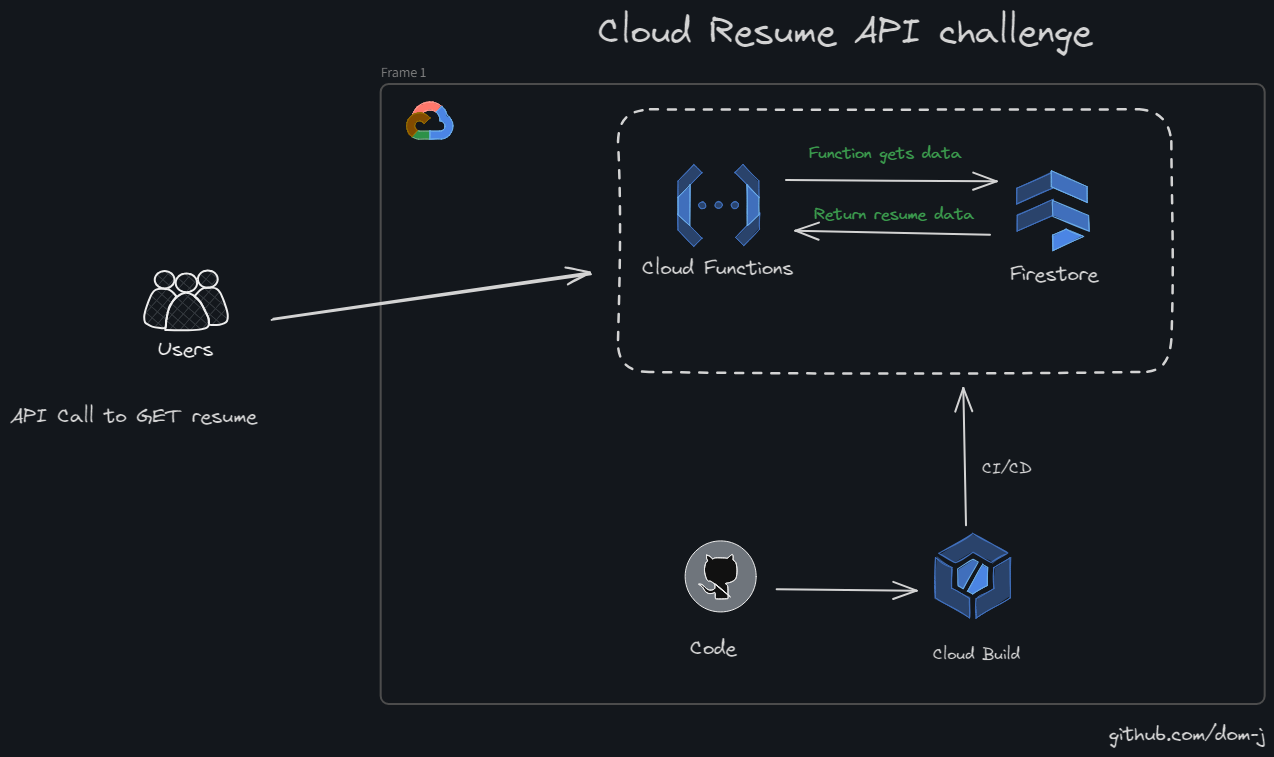 Cloud Resume API challenge
Frame 1
Function gets data
Return resume data
Cloud Functions
Firestore
Users
API Call to GET resume
CI/CD
Code
Cloud Build
github.com/dom-j